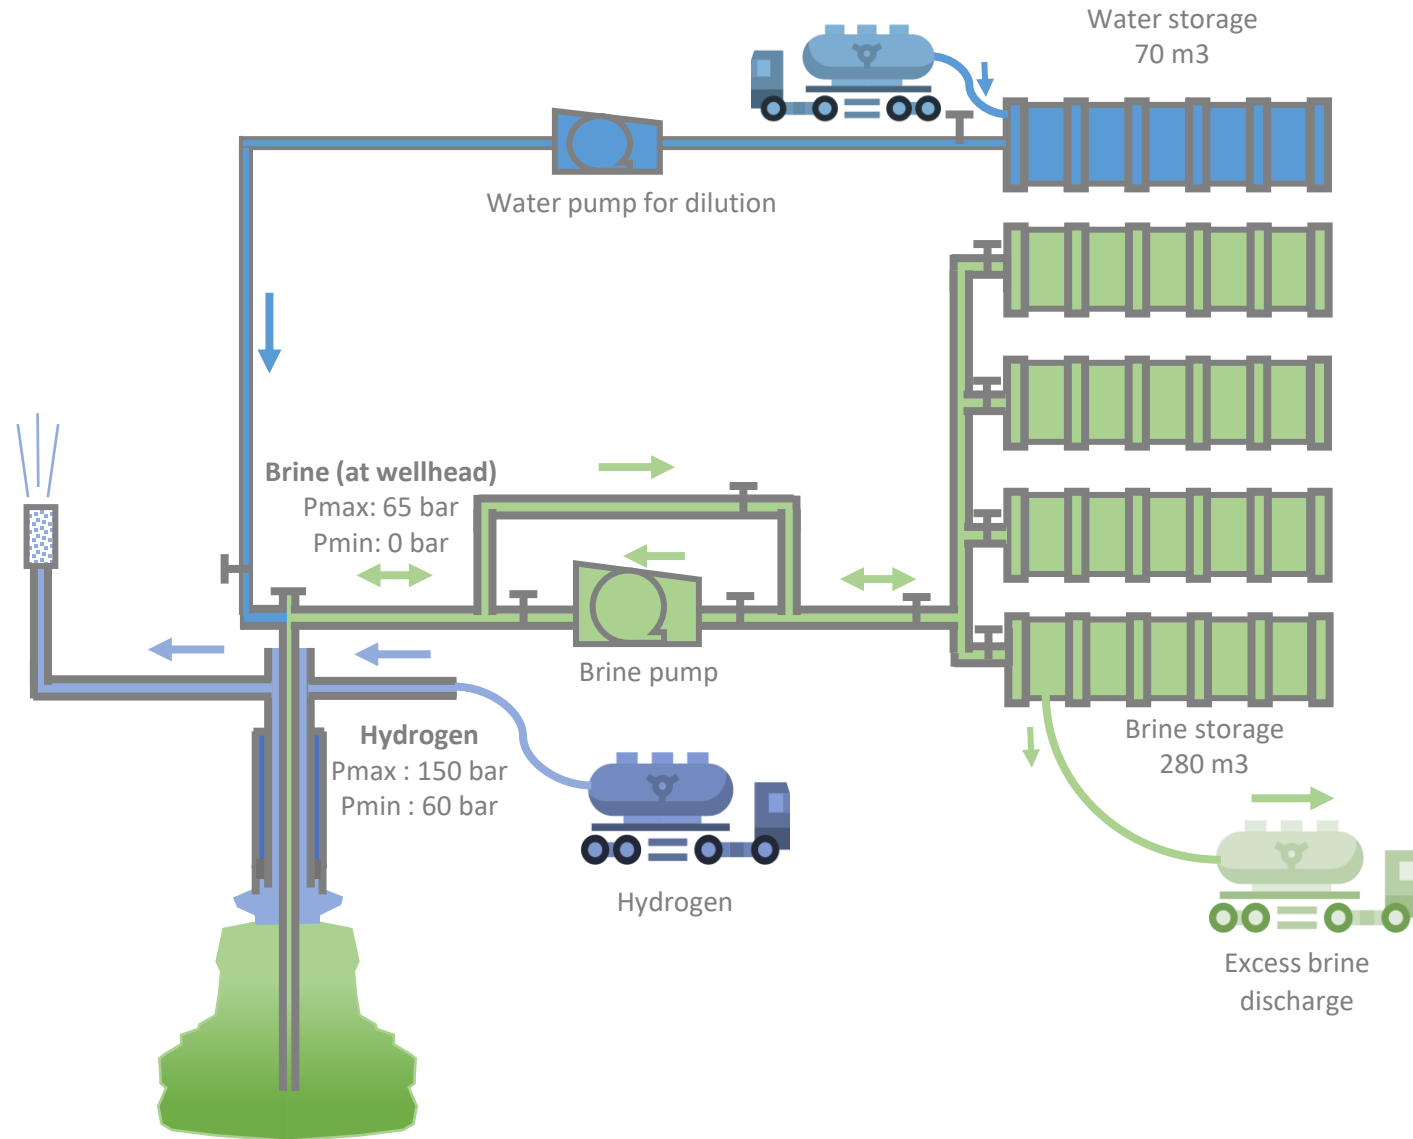 Water storage
70 m3
Water pump for dilution
Brine (at wellhead)
Pmax: 65 bar
Pmin: 0 bar
Brine pump
Hydrogen
Pmax : 150 bar
Pmin : 60 bar
Brine storage
280 m3
Hydrogen
Excess brine
discharge